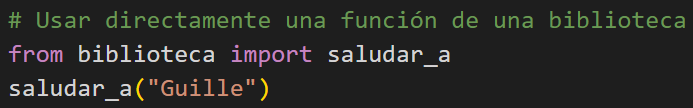 # Usar directamente una función de una biblioteca
from biblioteca import saludar_a
saludar_a("Guille")